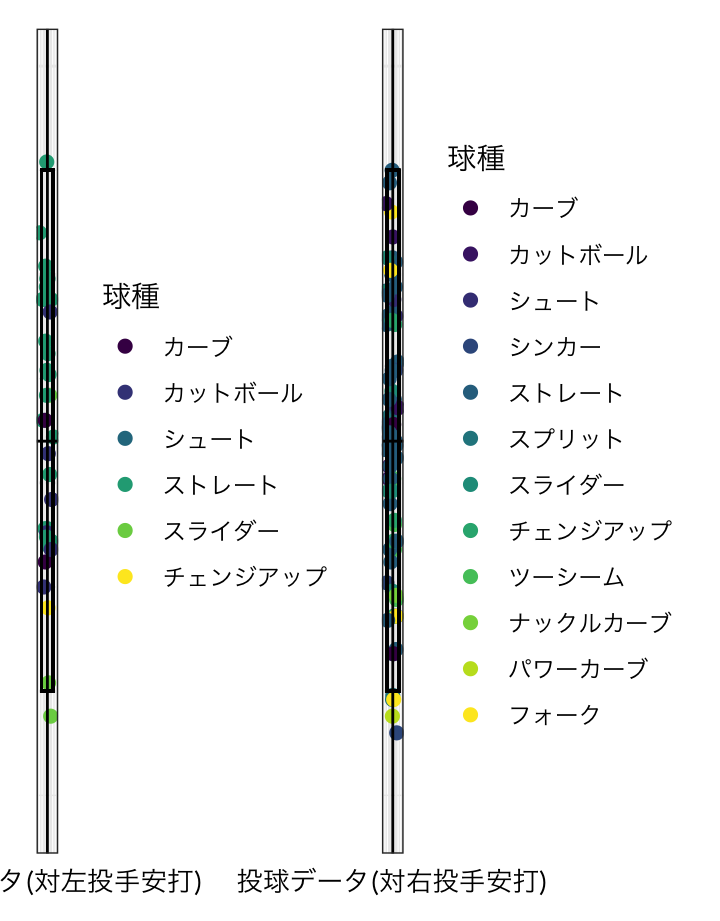 球種
カーブ
カットボール
シュート
ストレート
スライダー
チェンジアップ
球種
カーブ
カットボール
シュート
シンカー
ストレート
スプリット
スライダー
チェンジアップ
ツーシーム
ナックルカーブ
パワーカーブ
フォーク
タ(対左投手安打)
投球データ(対右投手安打)